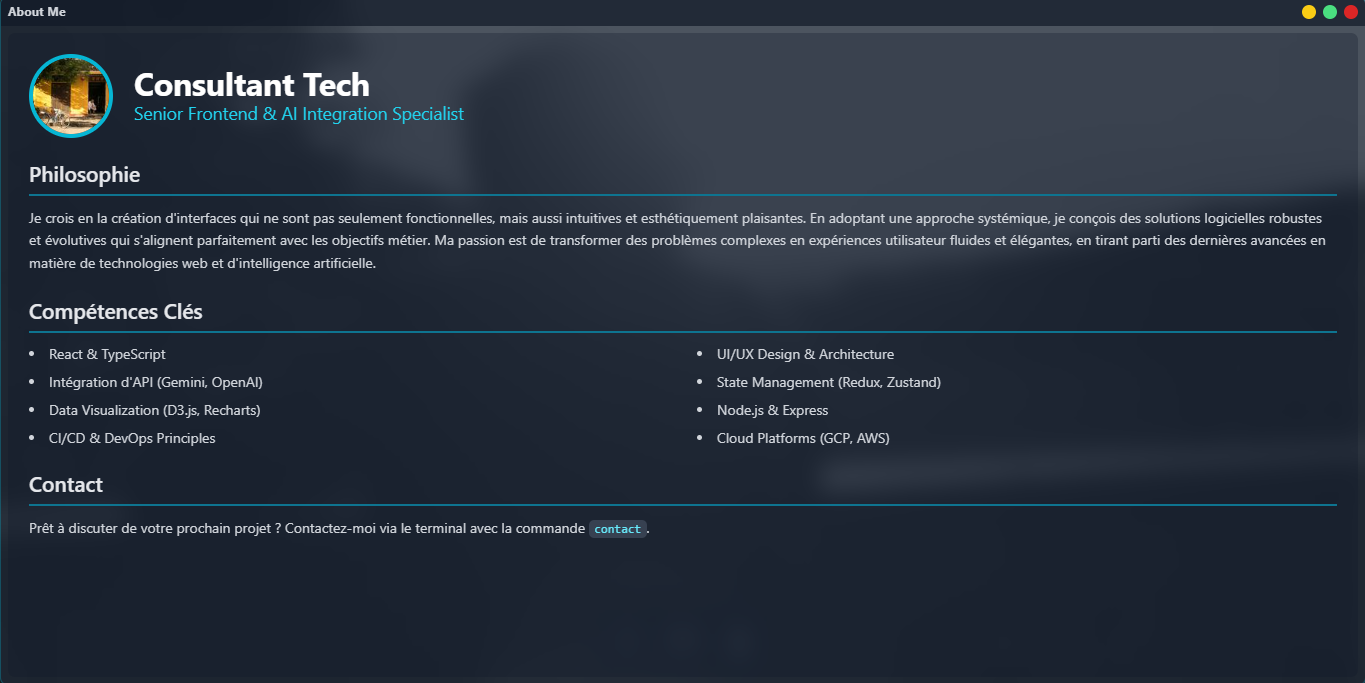 About Me
Consultant Tech
Senior Frontend & AI Integration Specialist
Philosophie
Je crois en la création d'interfaces qui ne sont pas seulement fonctionnelles, mais aussi intuitives et esthétiquement plaisantes. En adoptant une approche systémique, je conçois des solutions logicielles robustes
et évolutives qui s'alignent parfaitement avec les objectifs métier. Ma passion est de transformer des problèmes complexes en expériences utilisateur fluides et élégantes, en tirant parti des dernières avancées en
matière de technologies web et d'intelligence artificielle.
Compétences Clés
• React & TypeScript
• Intégration d'API (Gemini, OpenAI)
• Data Visualization (D3.js, Recharts)
• CI/CD & DevOps Principles
• UI/UX Design & Architecture
• State Management (Redux, Zustand)
• Node.js & Express
• Cloud Platforms (GCP, AWS)
Contact
Prêt à discuter de votre prochain projet ? Contactez-moi via le terminal avec la commande contact.